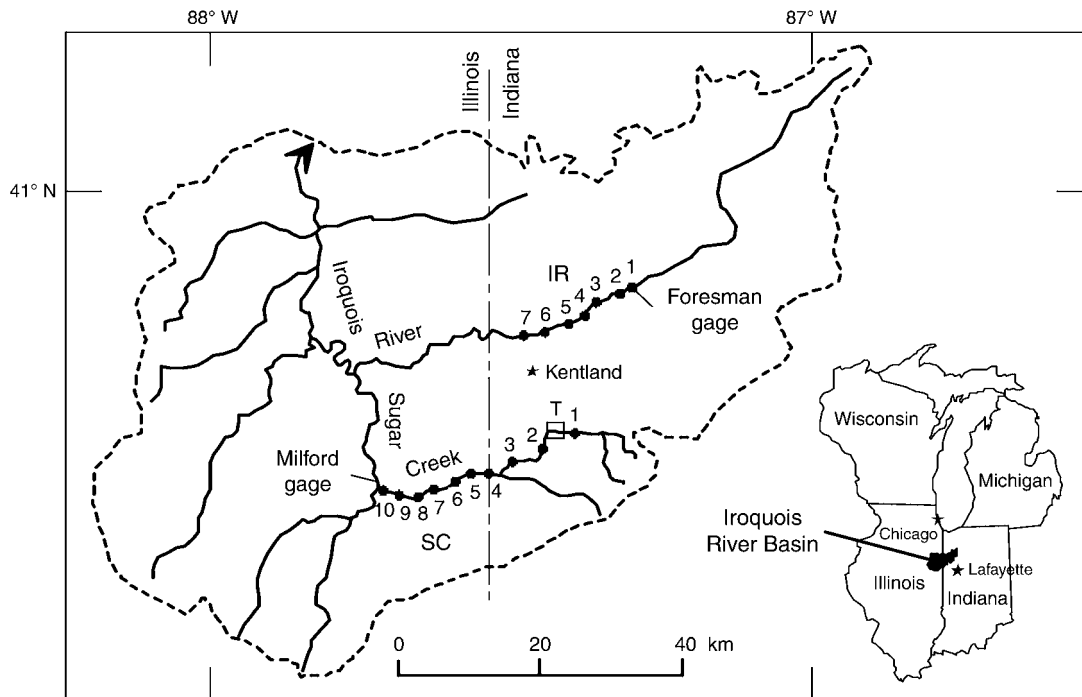 88° W
87° W
41° N
Illinois
Indiana
IR
1
2
3
4
5
6
7
Foresman
gage
Iroquois
River
Kentland
T
1
2
3
4
5
6
7
8
9
10
Sugar
Creek
Milford
gage
SC
0 20 40 km
Wisconsin
Michigan
Chicago
Iroquois
River Basin
Lafayette
Illinois
Indiana